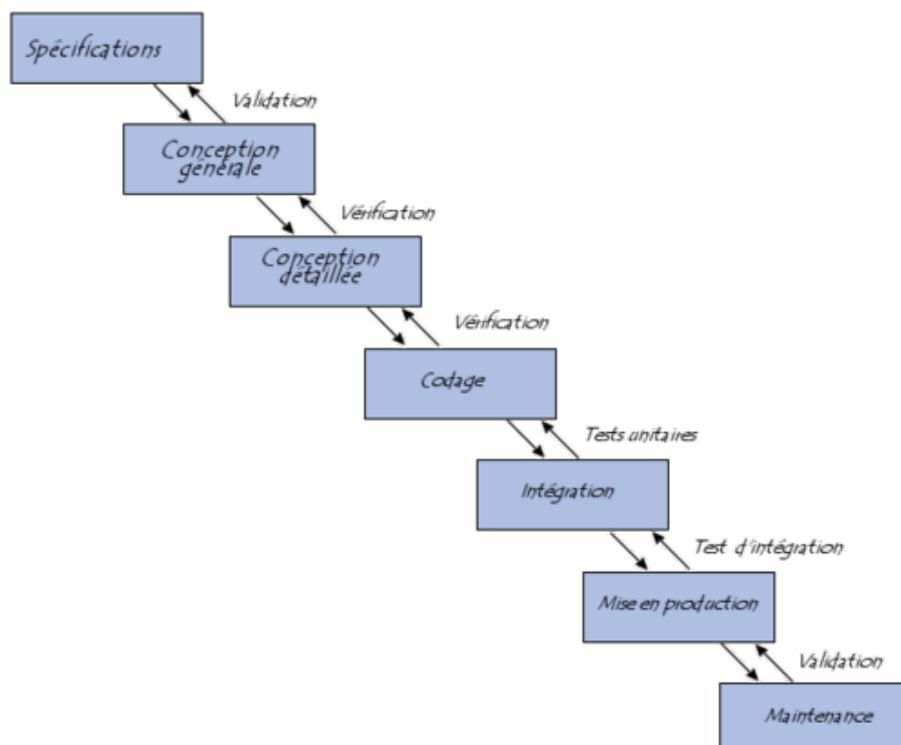 Spécifications
Validation
Conception
générale
Vérification
Conception
détaillée
Vérification
Codage
Tests unitaires
Intégration
Test d'intégration
Mise en production
Validation
Maintenance